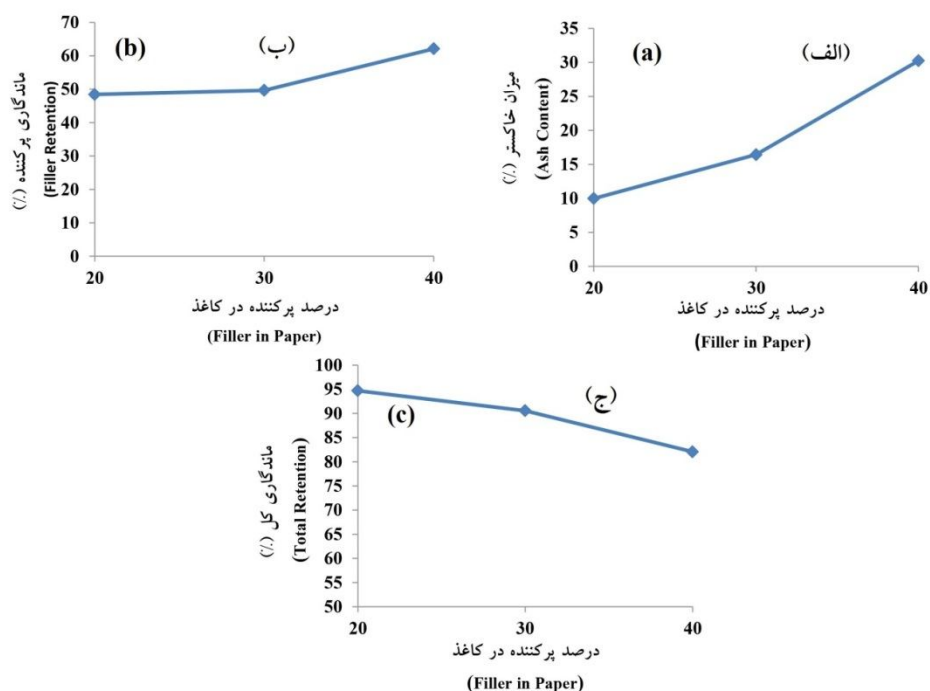 (b)
(ب)
ماندگاری پرکننده (٪)
(Filler Retention)
70
60
50
40
30
20
10
0
20
30
40
درصد پرکننده در کاغذ
(Filler in Paper)
(a)
(الف)
میزان خاکستر (٪)
(Ash Content)
35
30
25
20
15
10
5
0
20
30
40
درصد پرکننده در کاغذ
(Filler in Paper)
(c)
(ج)
ماندگاری کل (٪)
(Total Retention)
100
95
90
85
80
75
70
65
60
55
50
20
30
40
درصد پرکننده در کاغذ
(Filler in Paper)